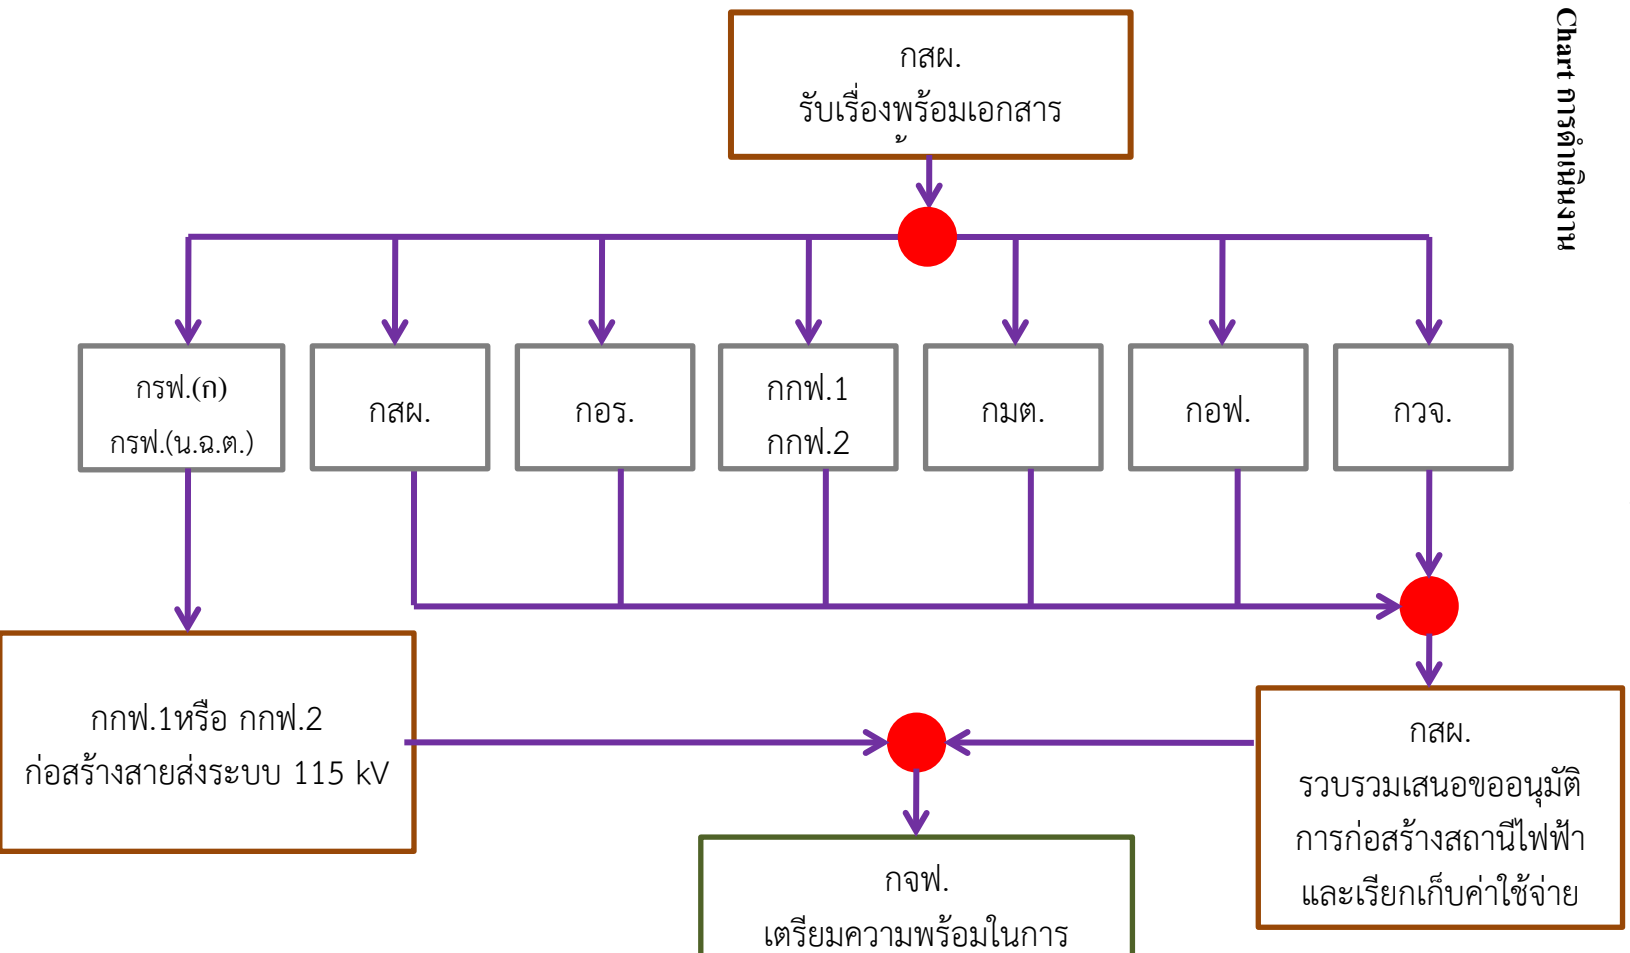 Chart การดำเนินงาน
กสผ.
รับเรื่องพร้อมเอกสาร
กรฟ.(ก)
กรฟ.(น.ฉ.ต.)
กสผ.
กอร.
กกฟ.1
กกฟ.2
กมต.
กอฟ.
กวจ.
กกฟ.1หรือ กกฟ.2
ก่อสร้างสายส่งระบบ 115 kV
กสผ.
รวบรวมเสนอขออนุมัติ
การก่อสร้างสถานีไฟฟ้า
และเรียกเก็บค่าใช้จ่าย
กจฟ.
เตรียมความพร้อมในการ